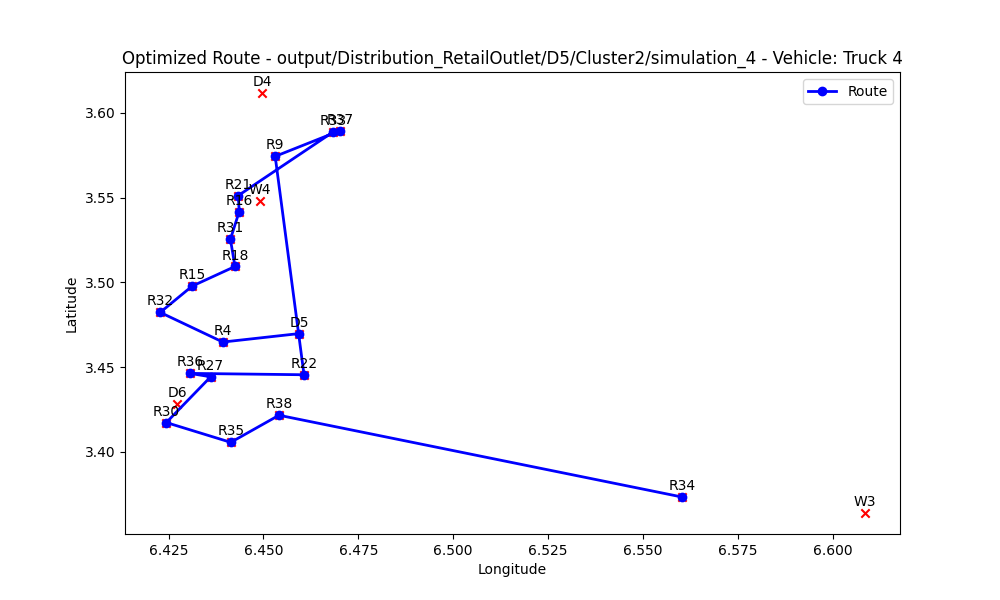 Optimized Route - output/Distribution_RetailOutlet/D5/Cluster2/simulation_4 - Vehicle: Truck 4
Route
D4
R33
R37
R9
R21
W4
R26
R31
R18
R15
R32
D5
R4
R36
R27
R22
D6
R30
R38
R35
R34
W3
3.60
3.55
3.50
3.45
3.40
Latitude
6.425
6.450
6.475
6.500
6.525
6.550
6.575
6.600
Longitude